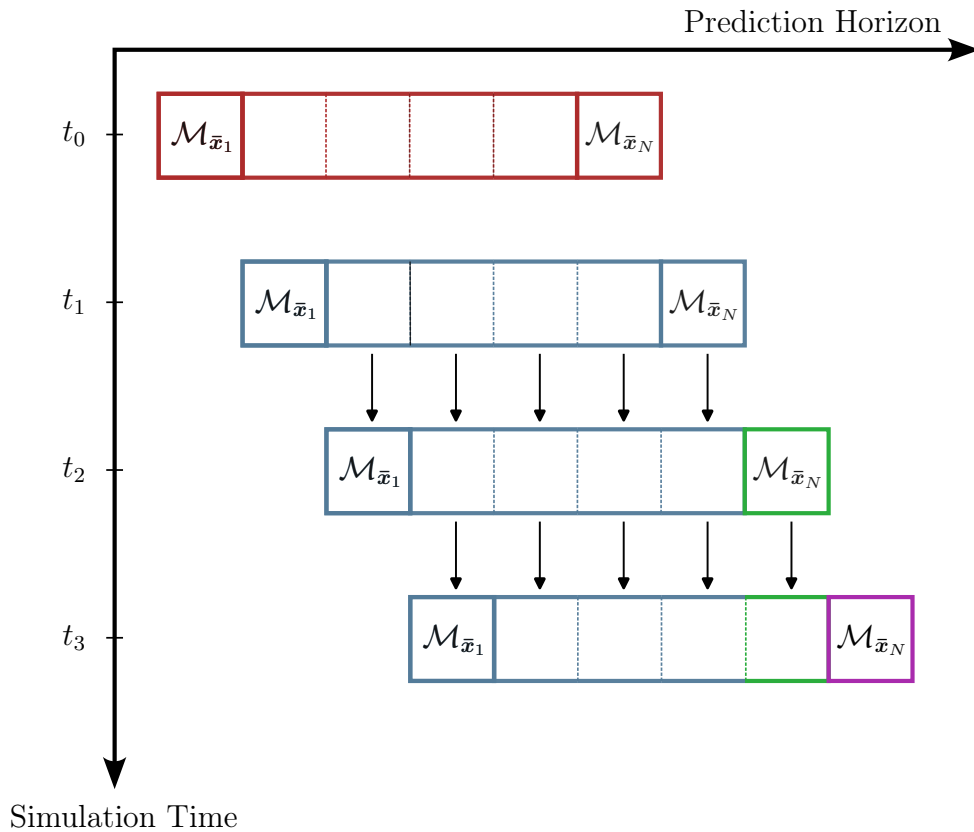 Prediction Horizon
t₀ 𝓜x̄₁ 𝓜x̄N
t₁ 𝓜x̄₁ 𝓜x̄N
t₂ 𝓜x̄₁ 𝓜x̄N
t₃ 𝓜x̄₁ 𝓜x̄N
Simulation Time